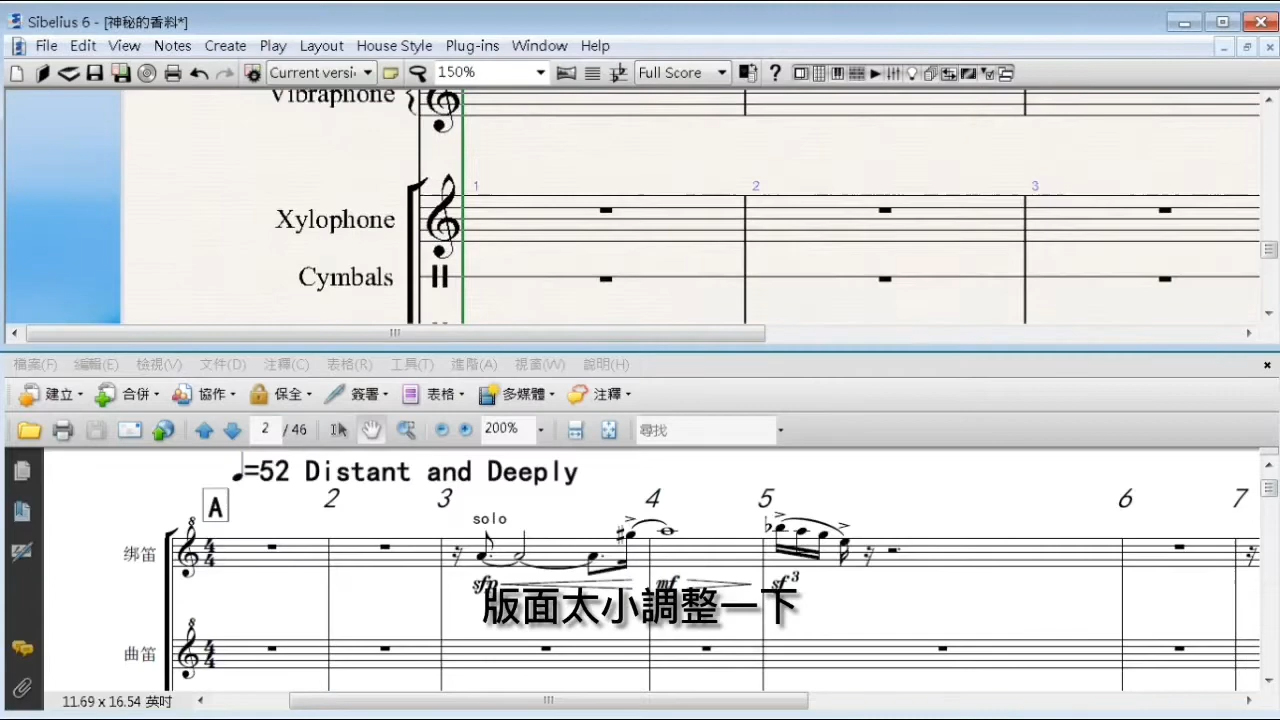 Sibelius 6 - [神秘的香料*]
File Edit View Notes Create Play Layout House Style Plug-ins Window Help
Current versi 150% Full Score ?
Vibraphone
1 2 3
Xylophone
Cymbals
檔案(F) 編輯(E) 檢視(V) 文件(D) 注釋(C) 表格(R) 工具(T) 進階(A) 視窗(W) 說明(H)
建立 合併 協作 保全 簽署 表格 多媒體 注釋
2 / 46 200% 尋找
=52 Distant and Deeply
A 2 3 4 5 6 7
solo
绑笛
sfp mf sf 3
版面太小調整一下
曲笛
11.69 x 16.54 英吋